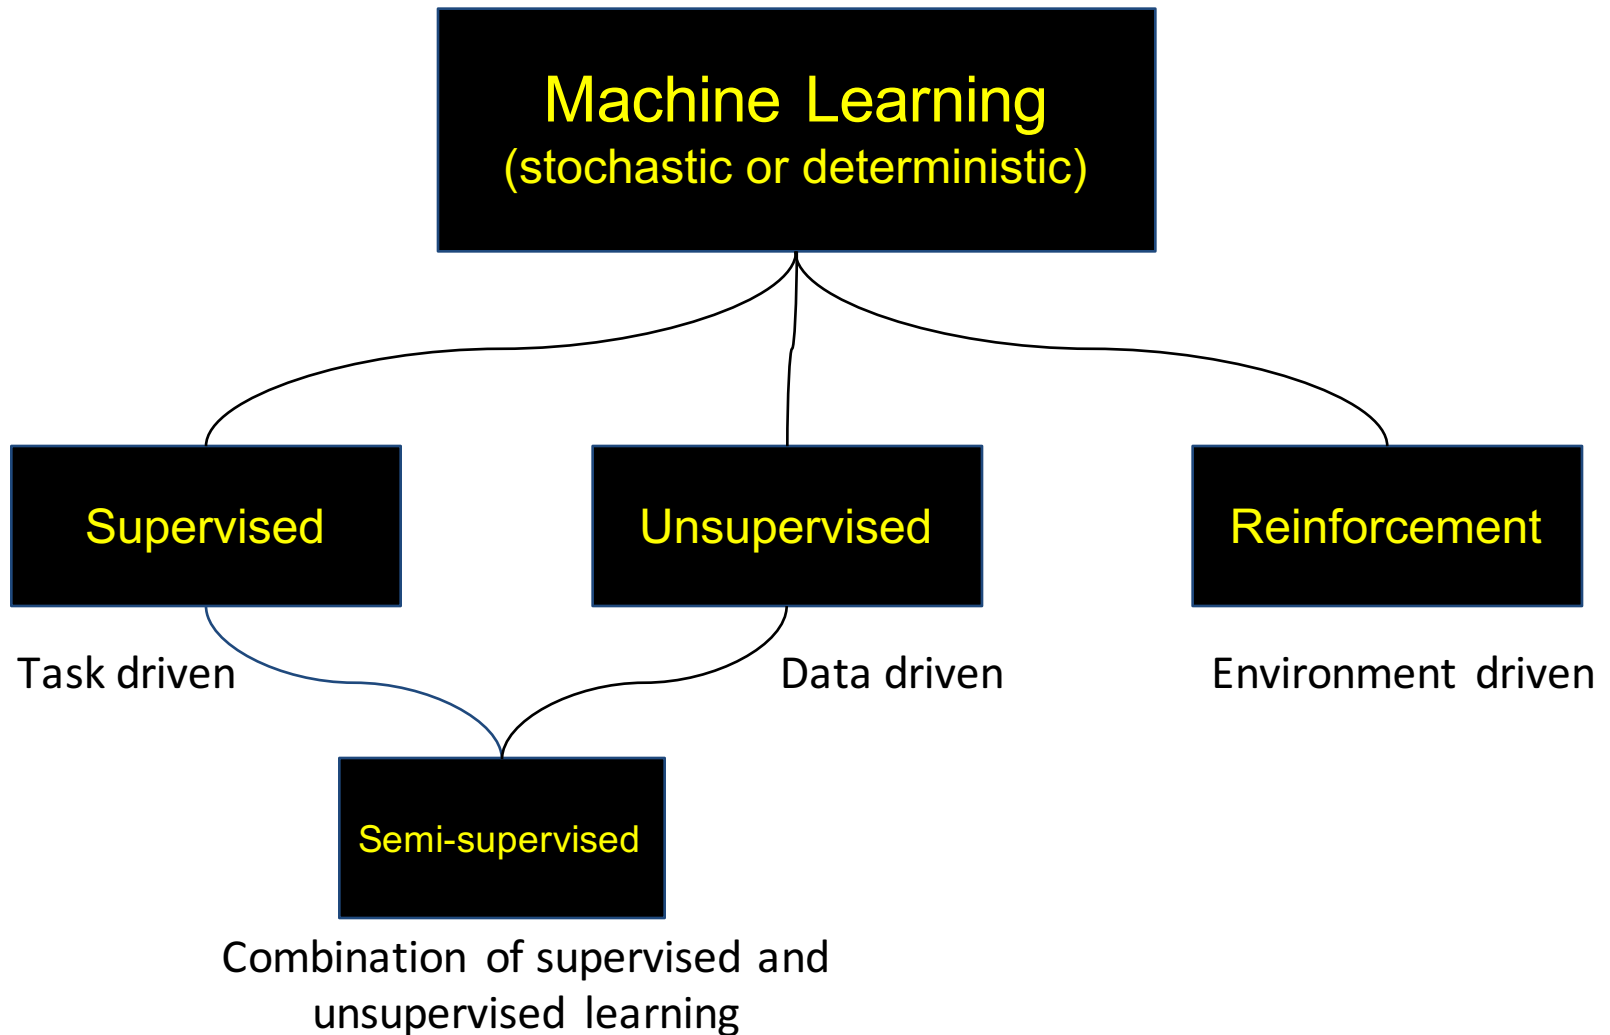 Machine Learning
(stochastic or deterministic)
Supervised
Unsupervised
Reinforcement
Task driven
Data driven
Environment driven
Semi-supervised
Combination of supervised and
unsupervised learning